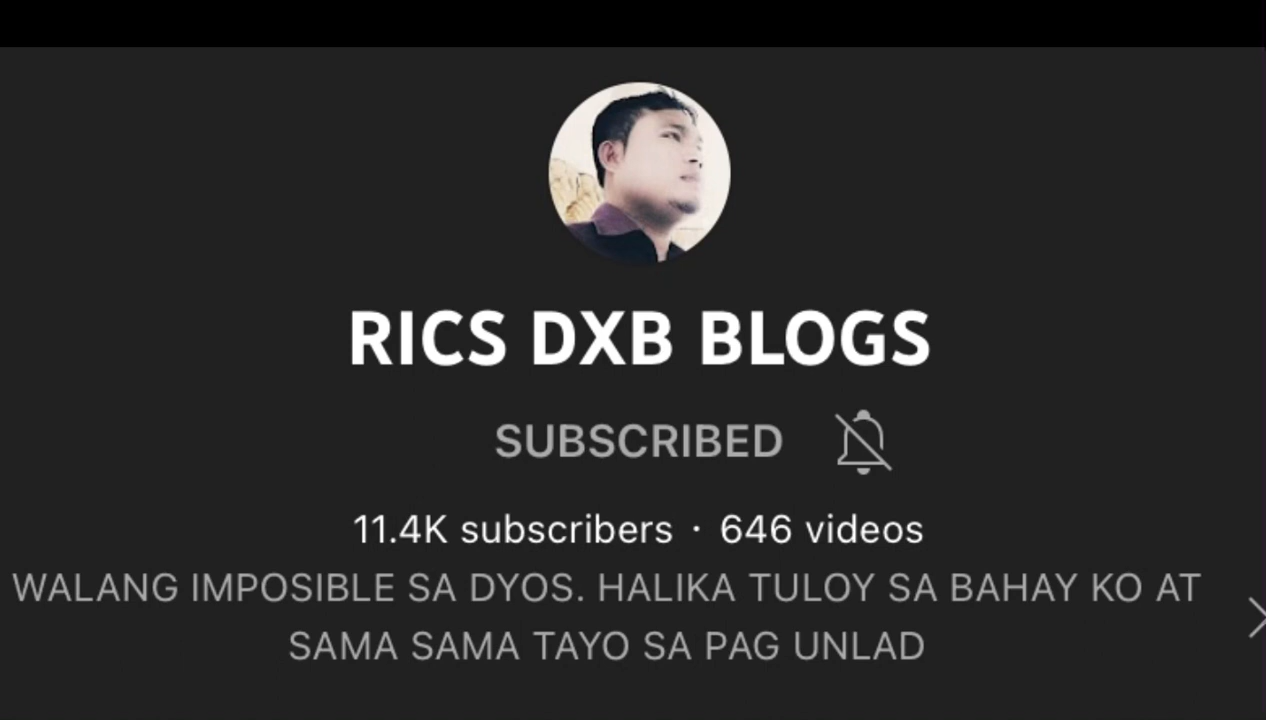 RICS DXB BLOGS
SUBSCRIBED
11.4K subscribers · 646 videos
WALANG IMPOSIBLE SA DYOS. HALIKA TULOY SA BAHAY KO AT
SAMA SAMA TAYO SA PAG UNLAD